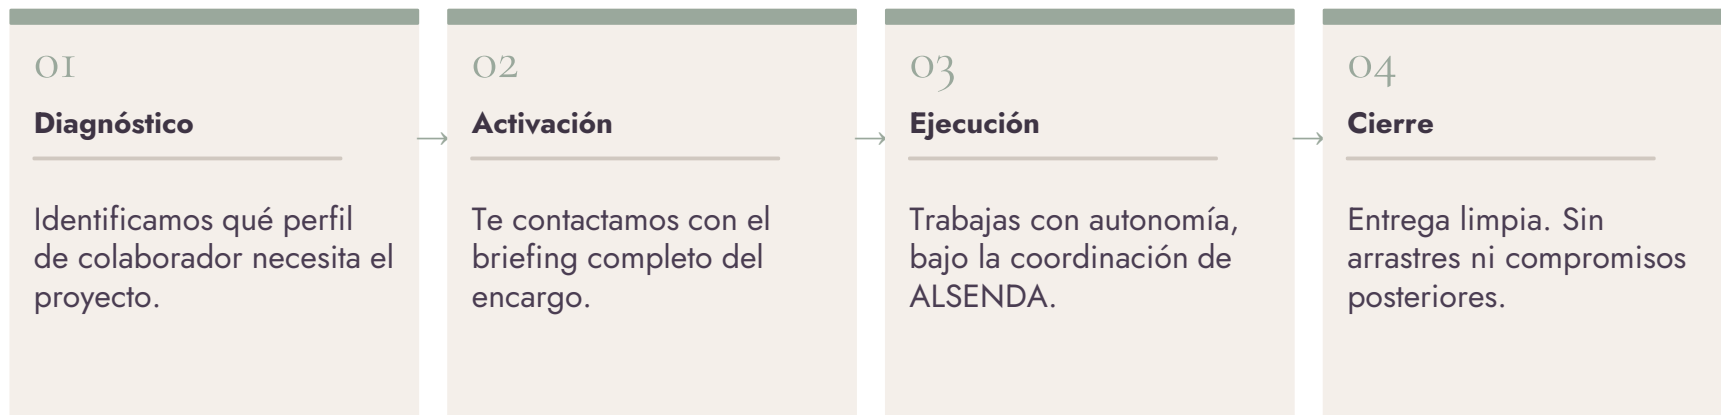 01
Diagnóstico
Identificamos qué perfil
de colaborador necesita el
proyecto.
→
02
Activación
Te contactamos con el
briefing completo del
encargo.
→
03
Ejecución
Trabajas con autonomía,
bajo la coordinación de
ALSENDA.
→
04
Cierre
Entrega limpia. Sin
arrastres ni compromisos
posteriores.